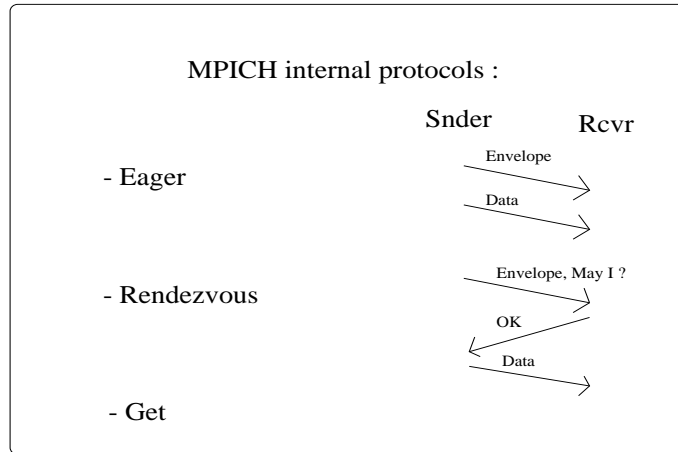 MPICH internal protocols :
Snder Rcvr
Envelope
- Eager
Data
Envelope, May I ?
- Rendezvous
OK
Data
- Get